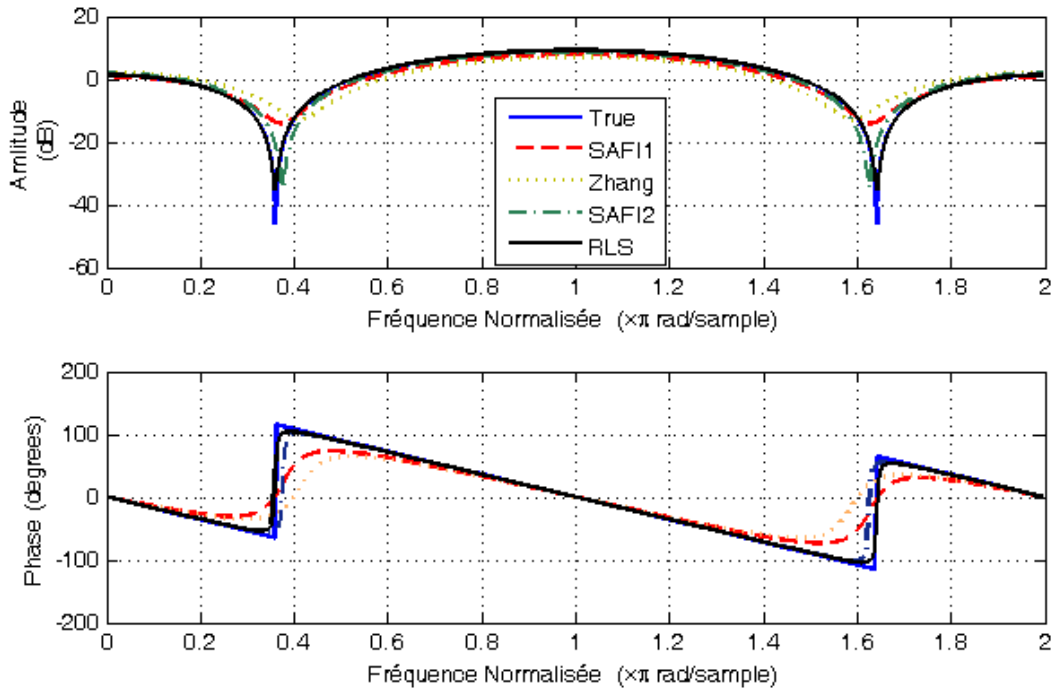 20
0
-20
-40
-60
Amlitude
(dB)
True
SAFI1
Zhang
SAFI2
RLS
0 0.2 0.4 0.6 0.8 1 1.2 1.4 1.6 1.8 2
Fréquence Normalisée (×π rad/sample)
200
100
0
-100
-200
Phase (degrees)
0 0.2 0.4 0.6 0.8 1 1.2 1.4 1.6 1.8 2
Fréquence Normalisée (×π rad/sample)